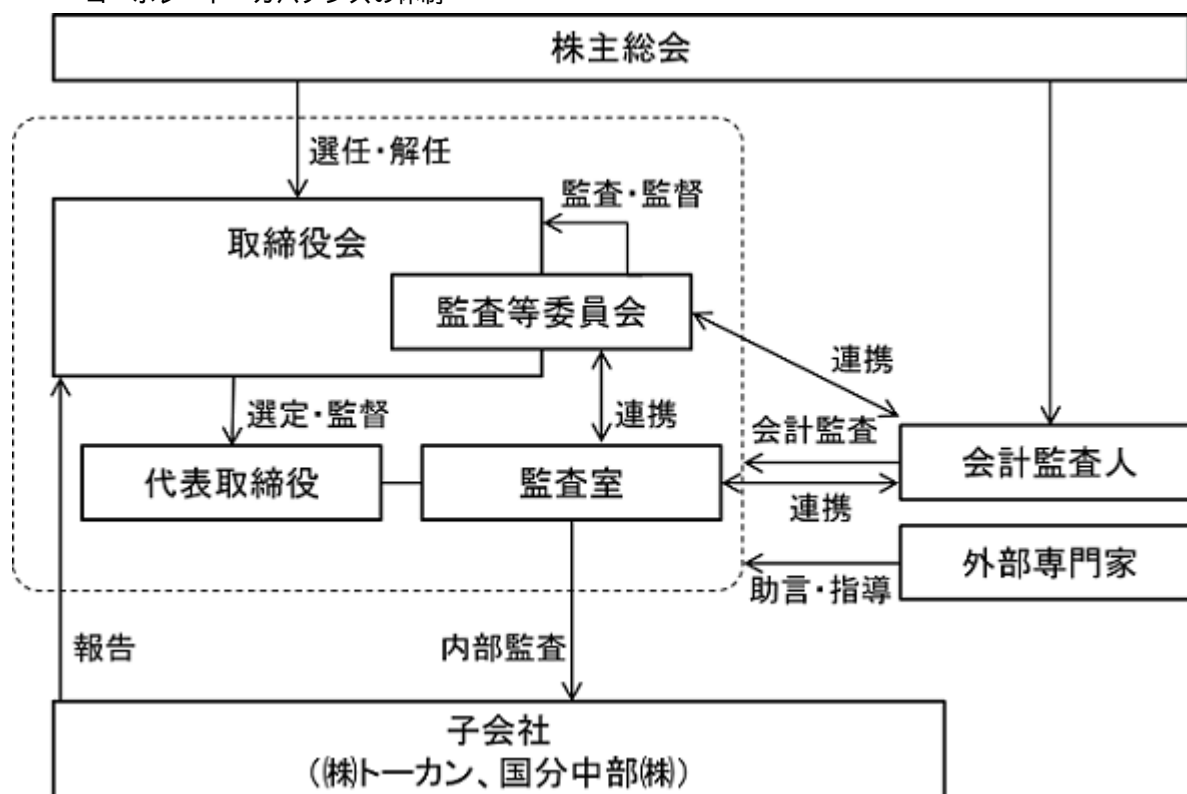 株主総会
選任・解任
監査・監督
取締役会
監査等委員会
連携
選定・監督
連携
会計監査
会計監査人
代表取締役
監査室
連携
外部専門家
助言・指導
報告
内部監査
子会社
(㈱トーカン、国分中部㈱)